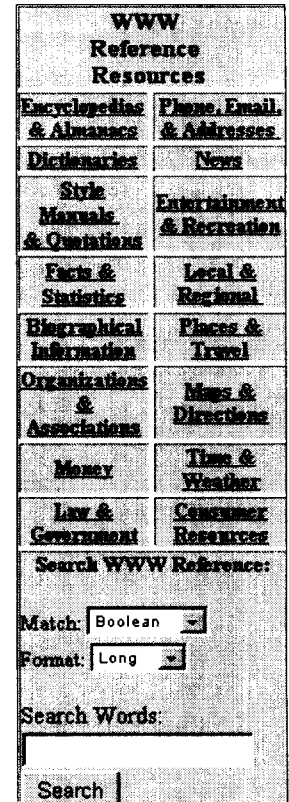 WWW
Reference
Resources
Encyclopedias
& Almanacs
Phone, Email,
& Addresses
Dictionaries
News
Style
Manuals
& Quotations
Entertainment
& Recreation
Facts &
Statistics
Local &
Regional
Biographical
Information
Places &
Travel
Organizations
&
Associations
Maps &
Directions
Money
Time &
Weather
Law &
Government
Consumer
Resources
Search WWW Reference:
Match: Boolean
Format: Long
Search Words:
Search